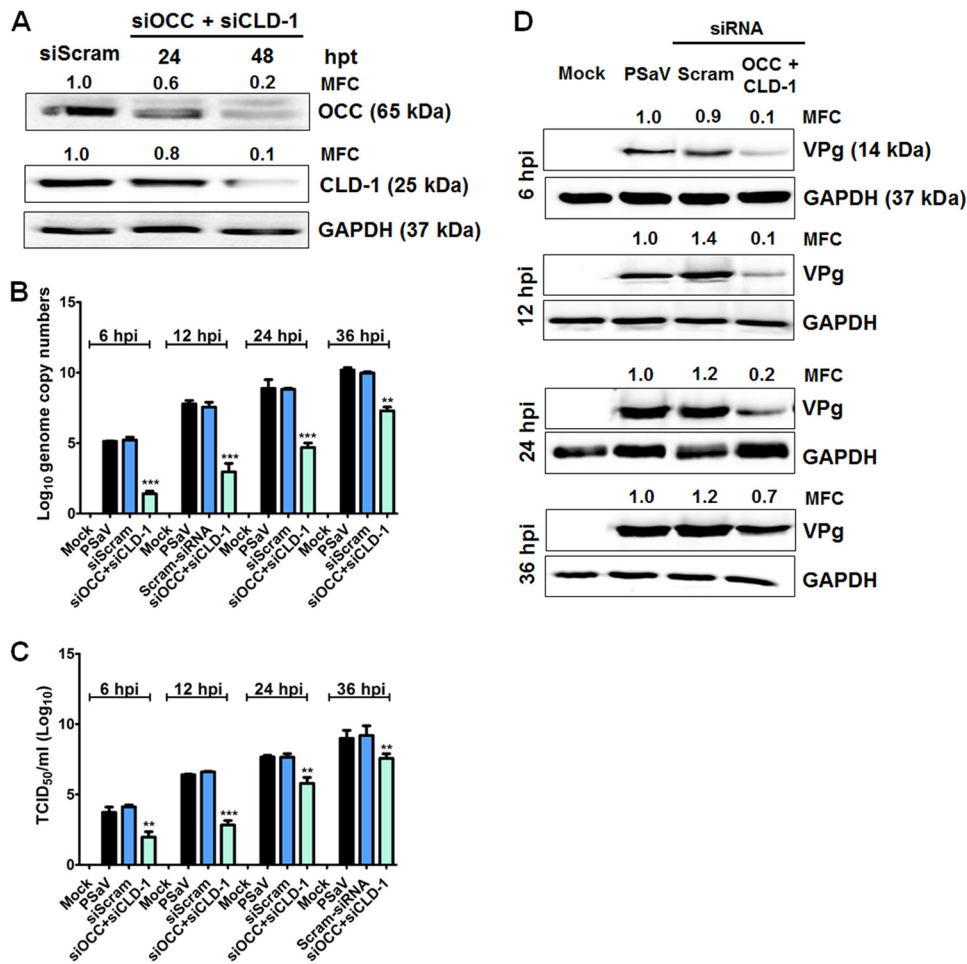 A
siOCC + siCLD-1
siScram 24 48 hpt
1.0 0.6 0.2 MFC
OCC (65 kDa)
1.0 0.8 0.1 MFC
CLD-1 (25 kDa)
GAPDH (37 kDa)
B
Log10 genome copy numbers
15
10
5
0
6 hpi 12 hpi 24 hpi 36 hpi
*** *** *** **
Mock PSaV siScram siOCC+siCLD-1 Mock PSaV Scram-siRNA siOCC+siCLD-1 Mock PSaV siScram siOCC+siCLD-1 Mock PSaV siScram siOCC+siCLD-1
C
TCID50/ml (Log10)
15
10
5
0
6 hpi 12 hpi 24 hpi 36 hpi
** *** ** **
Mock PSaV siScram siOCC+siCLD-1 Mock PSaV siScram siOCC+siCLD-1 Mock PSaV siScram siOCC+siCLD-1 Mock PSaV Scram-siRNA siOCC+siCLD-1
D
siRNA
Mock PSaV Scram OCC +
CLD-1
6 hpi
1.0 0.9 0.1 MFC
VPg (14 kDa)
GAPDH (37 kDa)
12 hpi
1.0 1.4 0.1 MFC
VPg
GAPDH
24 hpi
1.0 1.2 0.2 MFC
VPg
GAPDH
36 hpi
1.0 1.2 0.7 MFC
VPg
GAPDH